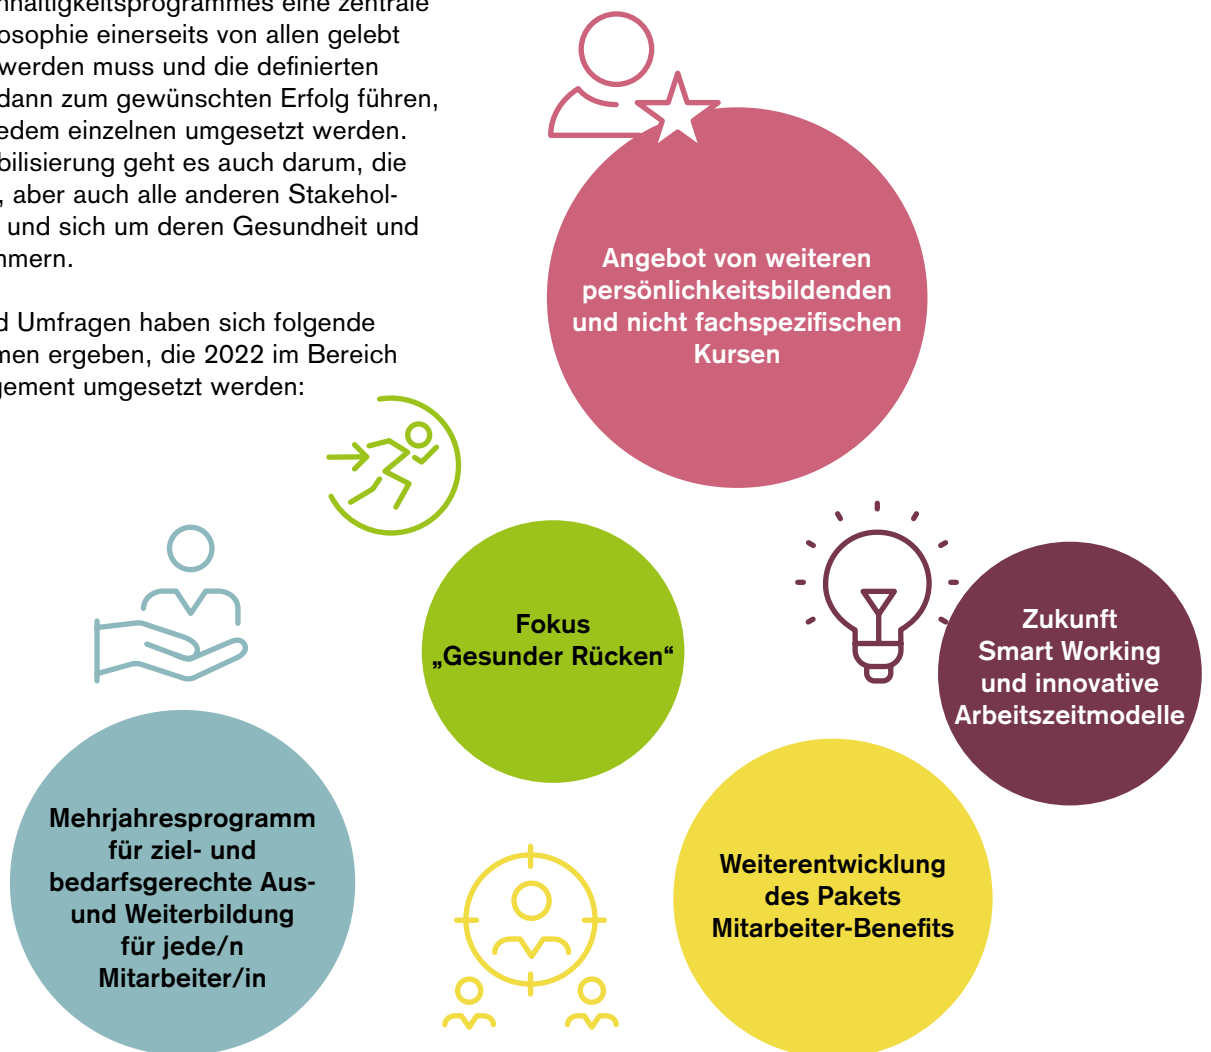 hhaltigkeitsprogrammes eine zentrale
osophie einerseits von allen gelebt
werden muss und die definierten
dann zum gewünschten Erfolg führen,
edem einzelnen umgesetzt werden.
bilisierung geht es auch darum, die
, aber auch alle anderen Stakehol-
und sich um deren Gesundheit und
mmern.
d Umfragen haben sich folgende
men ergeben, die 2022 im Bereich
gement umgesetzt werden:
Angebot von weiteren
persönlichkeitsbildenden
und nicht fachspezifischen
Kursen
Fokus
„Gesunder Rücken“
Zukunft
Smart Working
und innovative
Arbeitszeitmodelle
Mehrjahresprogramm
für ziel- und
bedarfsgerechte Aus-
und Weiterbildung
für jede/n
Mitarbeiter/in
Weiterentwicklung
des Pakets
Mitarbeiter-Benefits